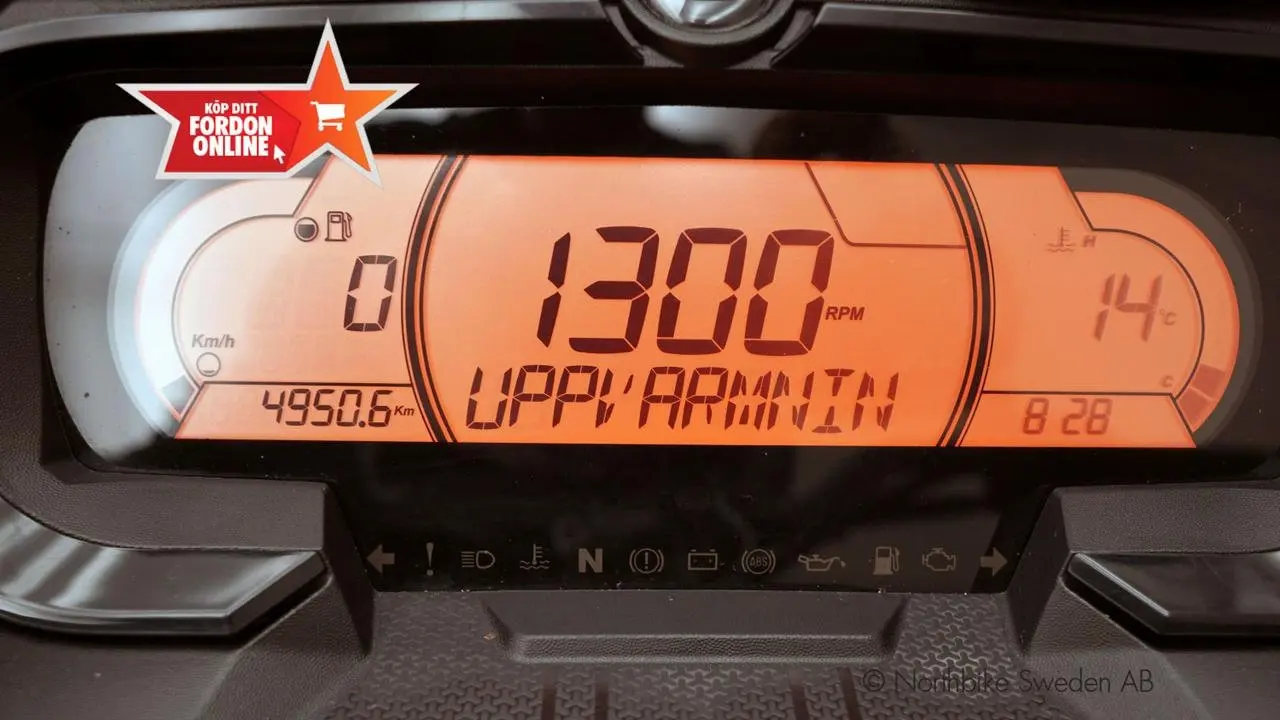 KÖP DITT
FORDON
ONLINE
0
Km/h
4950.6 Km
1300 RPM
UPPV'ARMNIN
H
14 °C
C
8 28
! N ABS
© Northbike Sweden AB